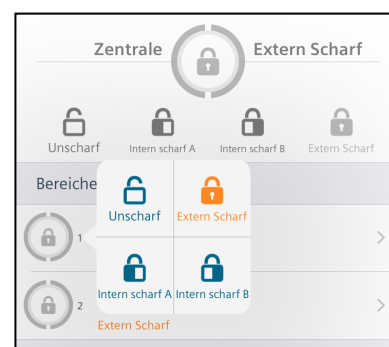 Zentrale Extern Scharf
Unscharf Intern scharf A Intern scharf B Extern Scharf
Bereiche
Unscharf Extern Scharf
1
Intern scharf A Intern scharf B
2
Extern Scharf